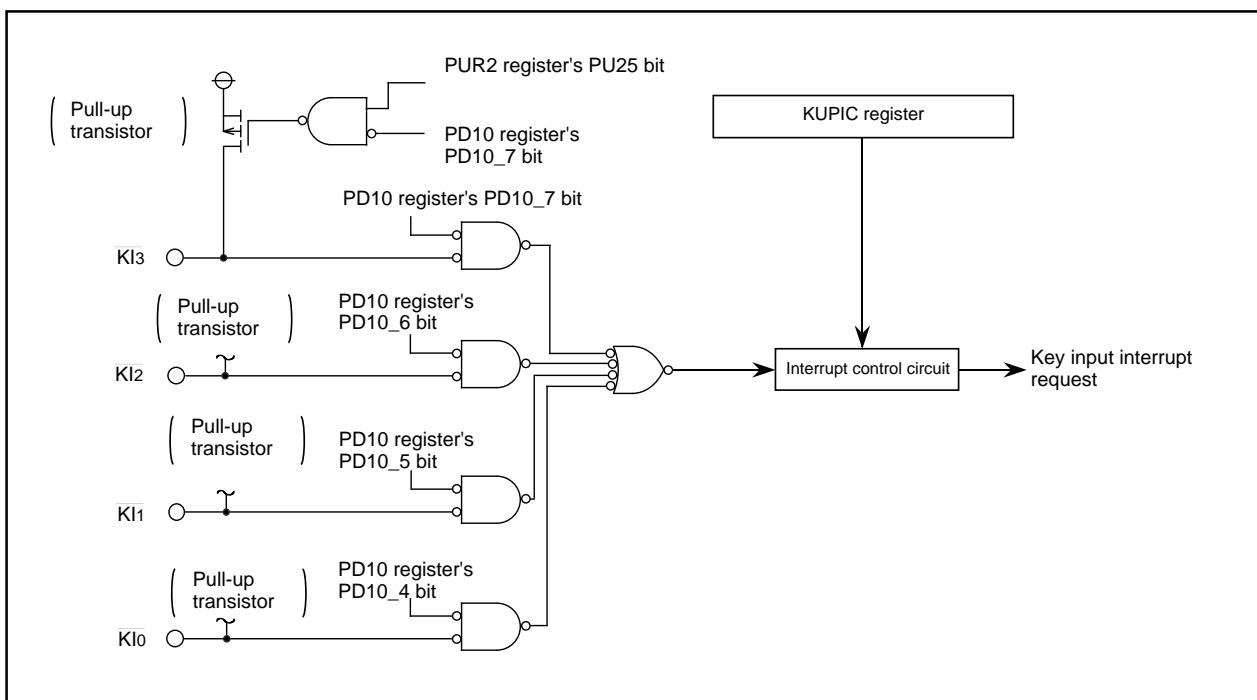 PUR2 register's PU25 bit
Pull-up
transistor
KUPIC register
PD10 register's
PD10_7 bit
PD10 register's PD10_7 bit
KI3
Pull-up
transistor
PD10 register's
PD10_6 bit
KI2
Interrupt control circuit
Key input interrupt
request
Pull-up
transistor
PD10 register's
PD10_5 bit
KI1
Pull-up
transistor
PD10 register's
PD10_4 bit
KI0